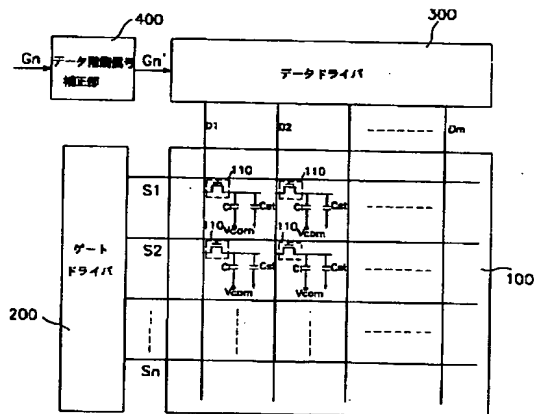 400
300
Gn
データ階調信号
補正部
Gn'
データドライバ
D1
D2
Dm
110
110
S1
Cl
Cst
Cl
Cst
Vcom
Vcom
110
110
S2
Cl
Cst
Cl
Cst
Vcom
Vcom
ゲート
ドライバ
100
200
Sn